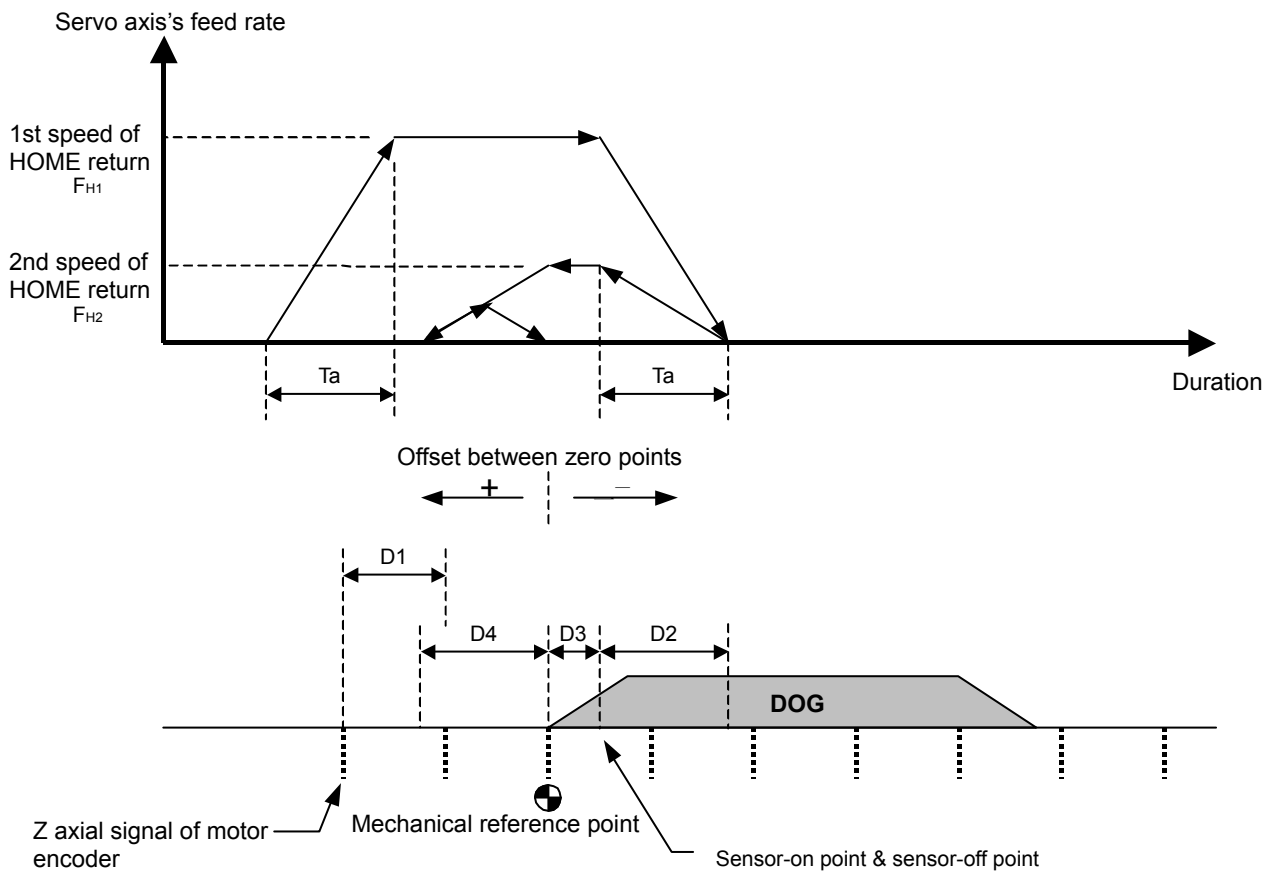 Servo axis's feed rate
1st speed of
HOME return
FH1
2nd speed of
HOME return
FH2
Ta
Ta
Duration
Offset between zero points
+
−
D1
D4
D3
D2
DOG
Z axial signal of motor
encoder
Mechanical reference point
Sensor-on point & sensor-off point